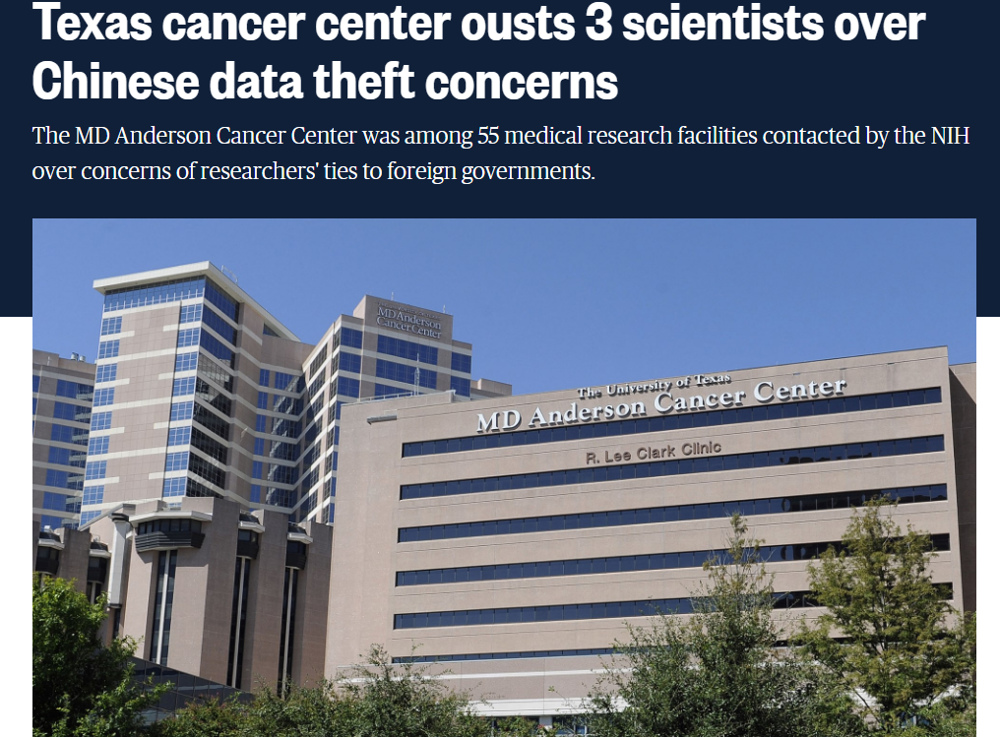 Texas cancer center ousts 3 scientists over
Chinese data theft concerns
The MD Anderson Cancer Center was among 55 medical research facilities contacted by the NIH
over concerns of researchers' ties to foreign governments.
MD Anderson
Cancer Center
The University of Texas
MD Anderson Cancer Center
R. Lee Clark Clinic